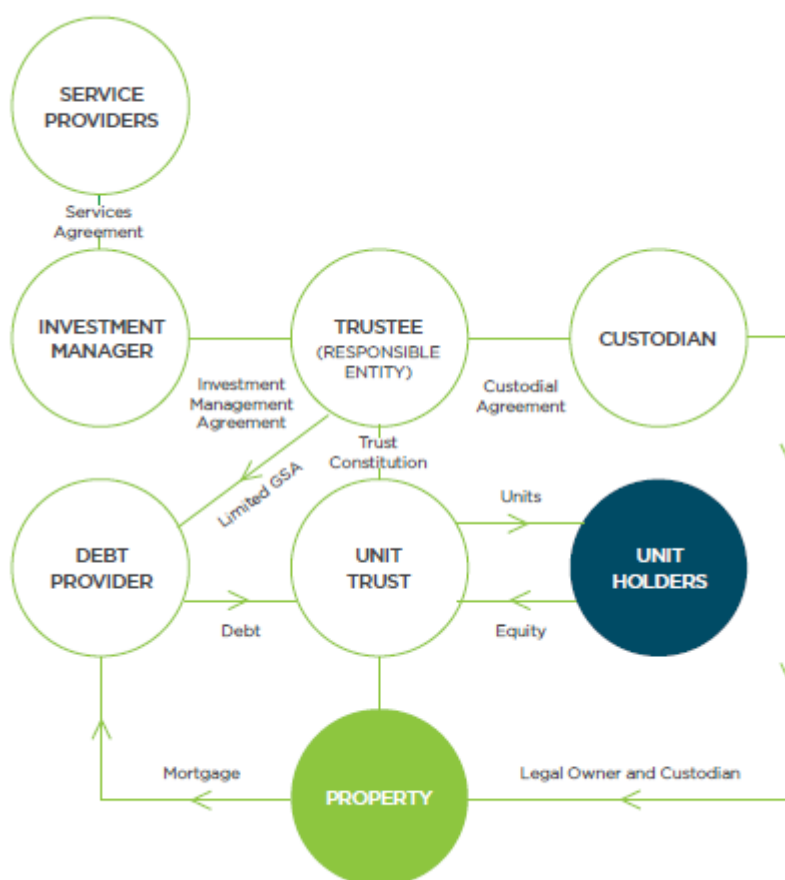 SERVICE
PROVIDERS
Services
Agreement
INVESTMENT
MANAGER
TRUSTEE
(RESPONSIBLE
ENTITY)
CUSTODIAN
Investment
Management
Agreement
Custodial
Agreement
Limited GSA
Trust
Constitution
DEBT
PROVIDER
UNIT
TRUST
Units
UNIT
HOLDERS
Debt
Equity
Mortgage
PROPERTY
Legal Owner and Custodian